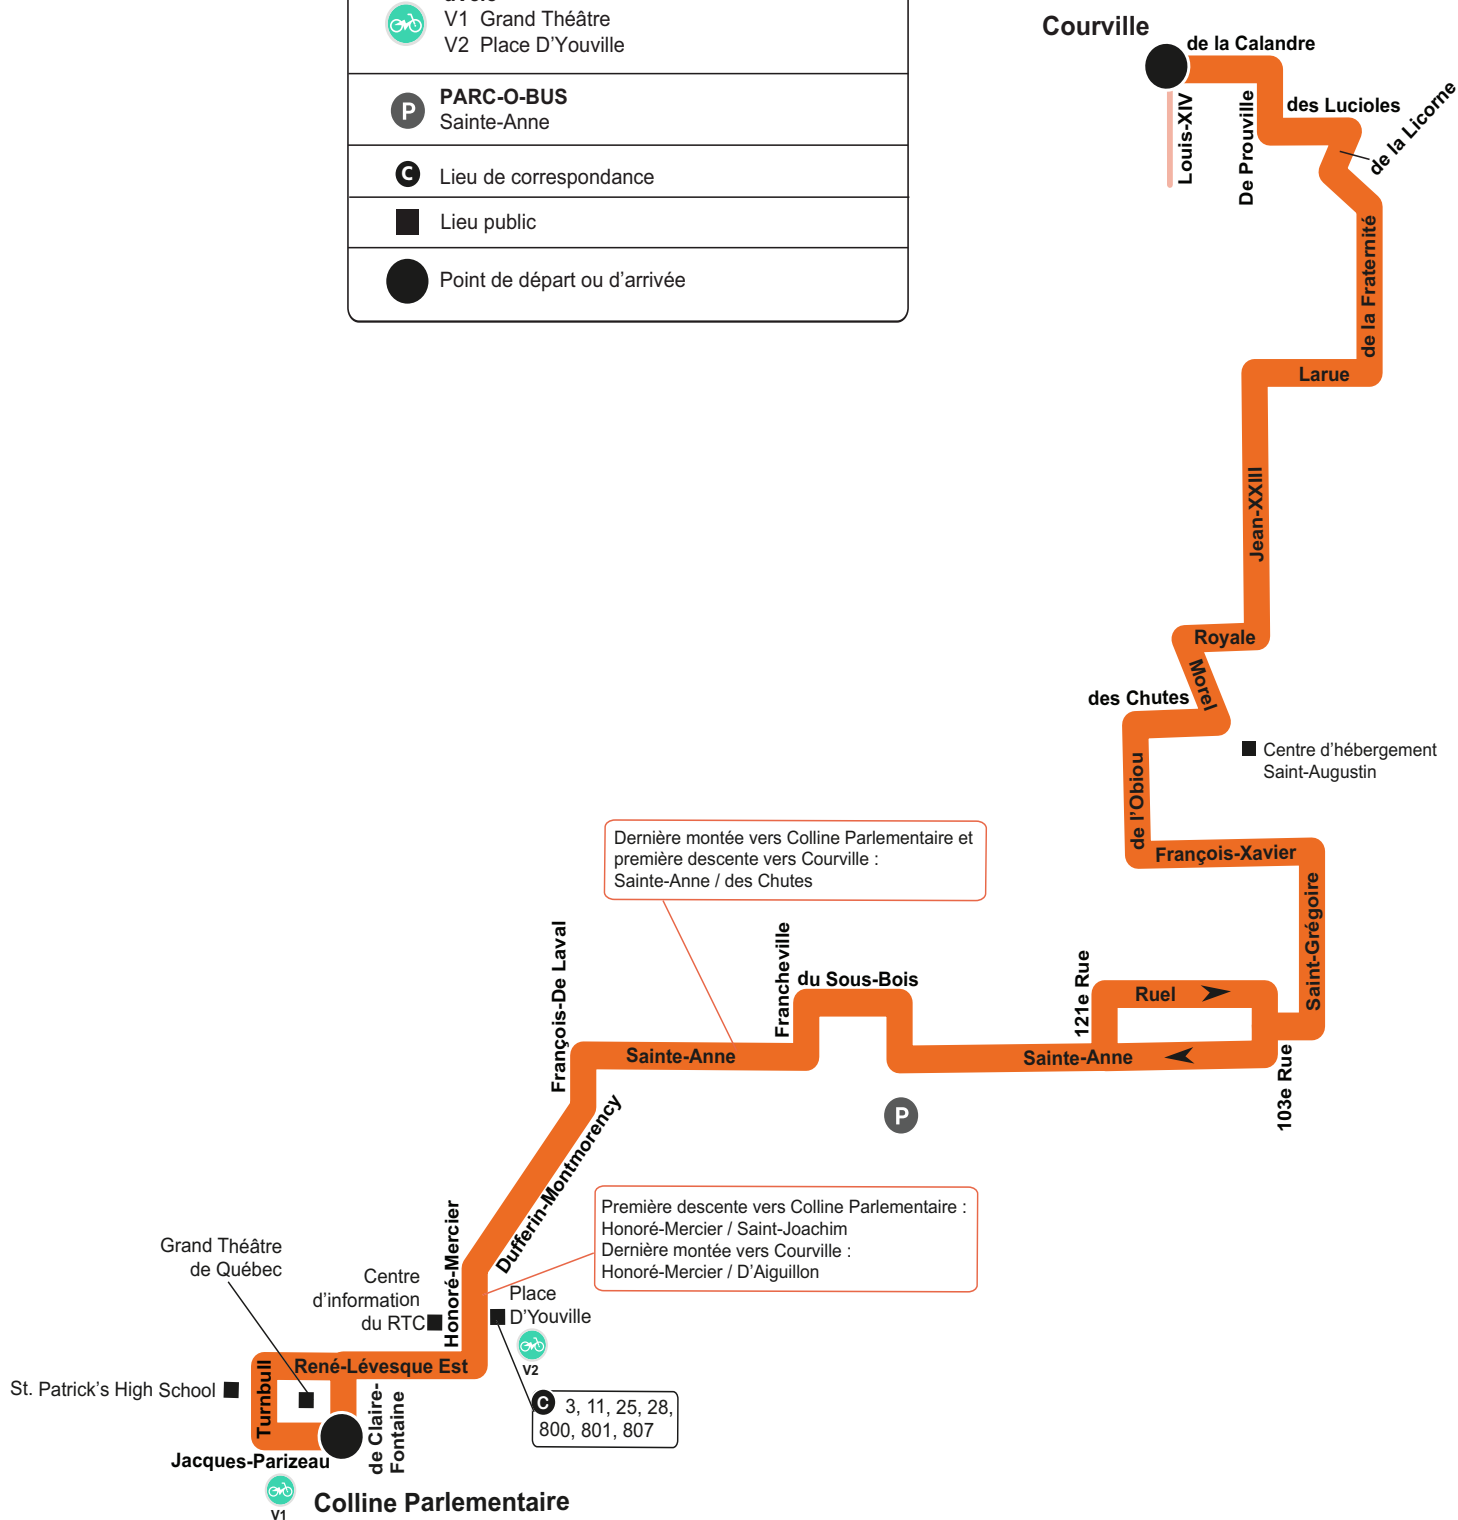 àVélo
V1 Grand Théâtre
V2 Place D'Youville
P
PARC-O-BUS
Sainte-Anne
C
Lieu de correspondance
Lieu public
Point de départ ou d'arrivée
Courville
de la Calandre
Louis-XIV
De Prouville
des Lucioles
de la Licorne
de la Fraternité
Larue
Jean-XXIII
Royale
Morel
des Chutes
Centre d'hébergement
Saint-Augustin
de l'Obiou
François-Xavier
Saint-Grégoire
Dernière montée vers Colline Parlementaire et
première descente vers Courville :
Sainte-Anne / des Chutes
François-De Laval
Francheville
du Sous-Bois
121e Rue
Ruel
Sainte-Anne
Sainte-Anne
103e Rue
P
Dufferin-Montmorency
Première descente vers Colline Parlementaire :
Honoré-Mercier / Saint-Joachim
Dernière montée vers Courville :
Honoré-Mercier / D'Aiguillon
Honoré-Mercier
Grand Théâtre
de Québec
Centre
d'information
du RTC
Place
D'Youville
V2
René-Lévesque Est
St. Patrick's High School
Turnbull
de Claire-
Fontaine
C 3, 11, 25, 28,
800, 801, 807
Jacques-Parizeau
V1
Colline Parlementaire